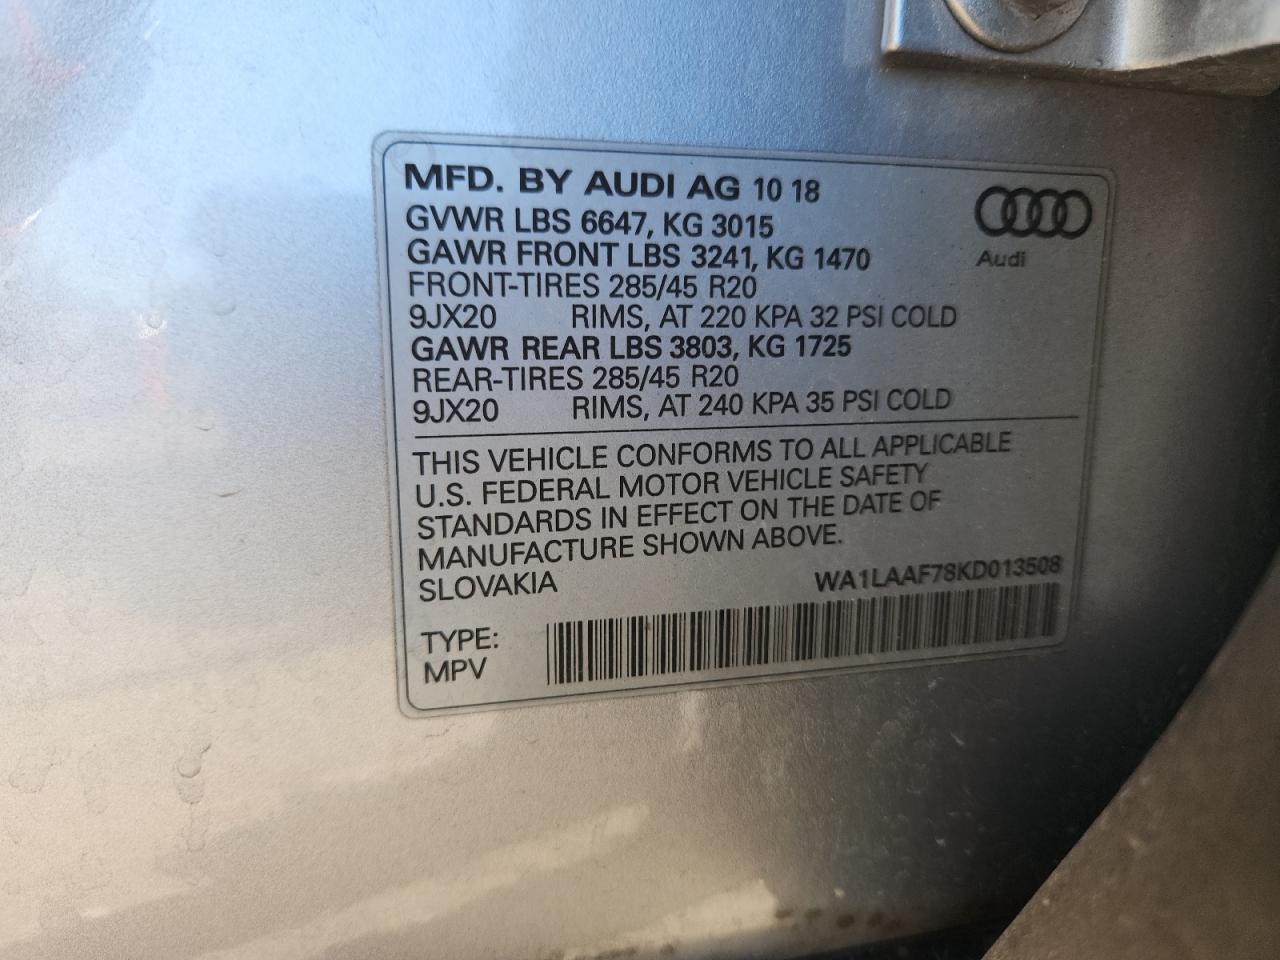 MFD. BY AUDI AG 10 18
GVWR LBS 6647, KG 3015
GAWR FRONT LBS 3241, KG 1470
FRONT-TIRES 285/45 R20
9JX20 RIMS, AT 220 KPA 32 PSI COLD
GAWR REAR LBS 3803, KG 1725
REAR-TIRES 285/45 R20
9JX20 RIMS, AT 240 KPA 35 PSI COLD
Audi
THIS VEHICLE CONFORMS TO ALL APPLICABLE
U.S. FEDERAL MOTOR VEHICLE SAFETY
STANDARDS IN EFFECT ON THE DATE OF
MANUFACTURE SHOWN ABOVE.
SLOVAKIA WA1LAAF78KD013508
TYPE:
MPV